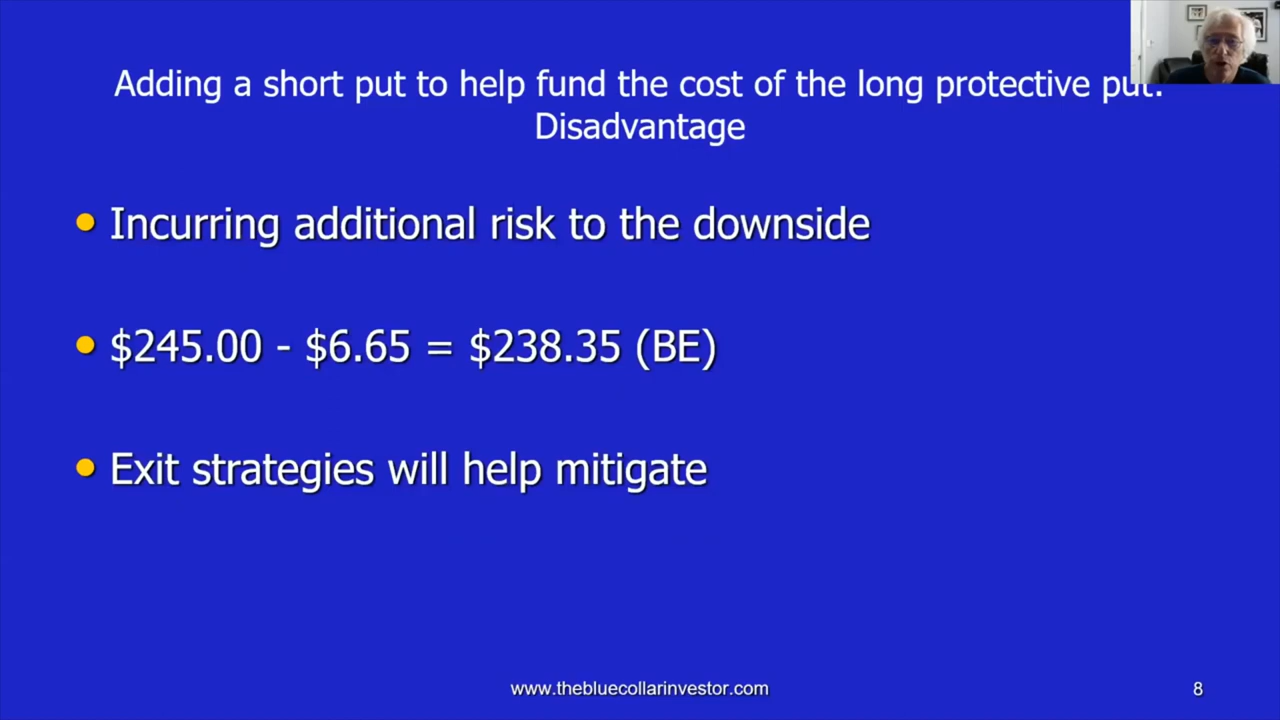 Adding a short put to help fund the cost of the long protective put:
Disadvantage
• Incurring additional risk to the downside
• $245.00 - $6.65 = $238.35 (BE)
• Exit strategies will help mitigate
www.thebluecollarinvestor.com
8